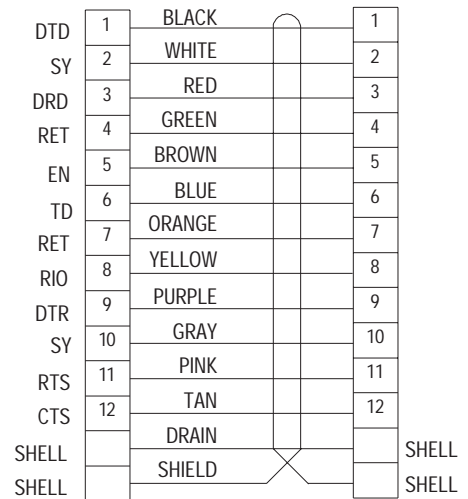 DTD 1 BLACK 1
SY 2 WHITE 2
DRD 3 RED 3
RET 4 GREEN 4
EN 5 BROWN 5
TD 6 BLUE 6
RET 7 ORANGE 7
RIO 8 YELLOW 8
DTR 9 PURPLE 9
SY 10 GRAY 10
RTS 11 PINK 11
CTS 12 TAN 12
SHELL DRAIN SHELL
SHELL SHIELD SHELL